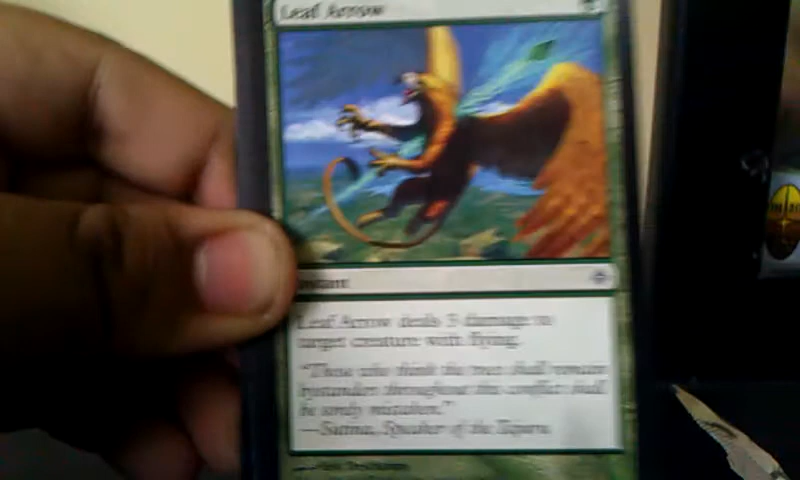 Leaf Arrow
Instant
Leaf Arrow deals 3 damage to
target creature with flying.
"Those who think the trees shall remain
bystanders throughout this conflict shall
be sorely mistaken."
—Sutina, Speaker of the Tajuru